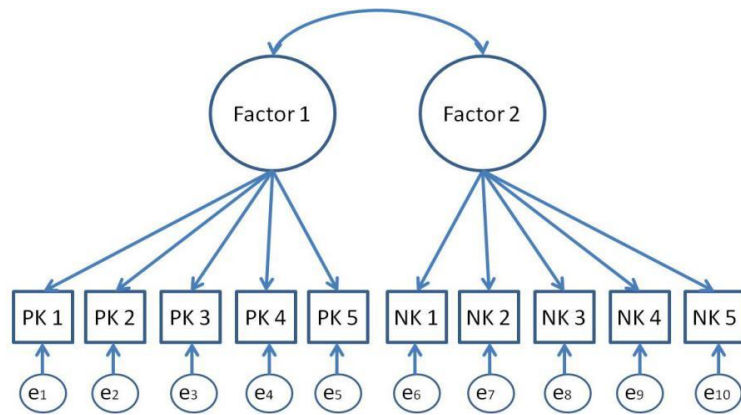 Factor 1 Factor 2
PK 1 PK 2 PK 3 PK 4 PK 5 NK 1 NK 2 NK 3 NK 4 NK 5
e1 e2 e3 e4 e5 e6 e7 e8 e9 e10